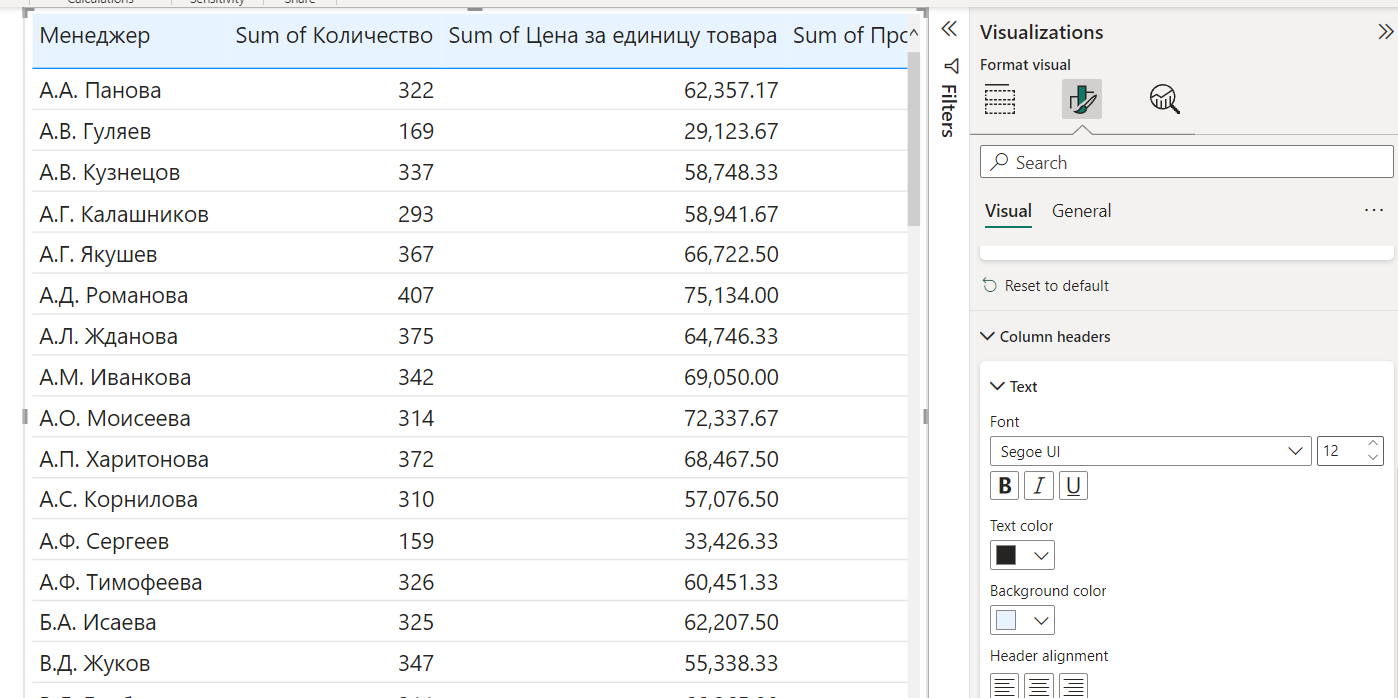 Calculations Sensitivity Share
Менеджер Sum of Количество Sum of Цена за единицу товара Sum of Прс
А.А. Панова 322 62,357.17
А.В. Гуляев 169 29,123.67
А.В. Кузнецов 337 58,748.33
А.Г. Калашников 293 58,941.67
А.Г. Якушев 367 66,722.50
А.Д. Романова 407 75,134.00
А.Л. Жданова 375 64,746.33
А.М. Иванкова 342 69,050.00
А.О. Моисеева 314 72,337.67
А.П. Харитонова 372 68,467.50
А.С. Корнилова 310 57,076.50
А.Ф. Сергеев 159 33,426.33
А.Ф. Тимофеева 326 60,451.33
Б.А. Исаева 325 62,207.50
В.Д. Жуков 347 55,338.33
Filters
Visualizations
Format visual
Search
Visual General
Reset to default
Column headers
Text
Font
Segoe UI 12
B I U
Text color
Background color
Header alignment